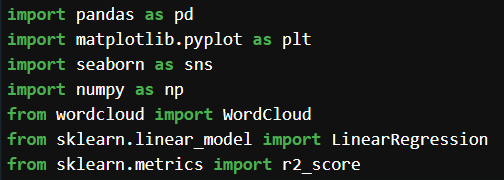 import pandas as pd
import matplotlib.pyplot as plt
import seaborn as sns
import numpy as np
from wordcloud import WordCloud
from sklearn.linear_model import LinearRegression
from sklearn.metrics import r2_score